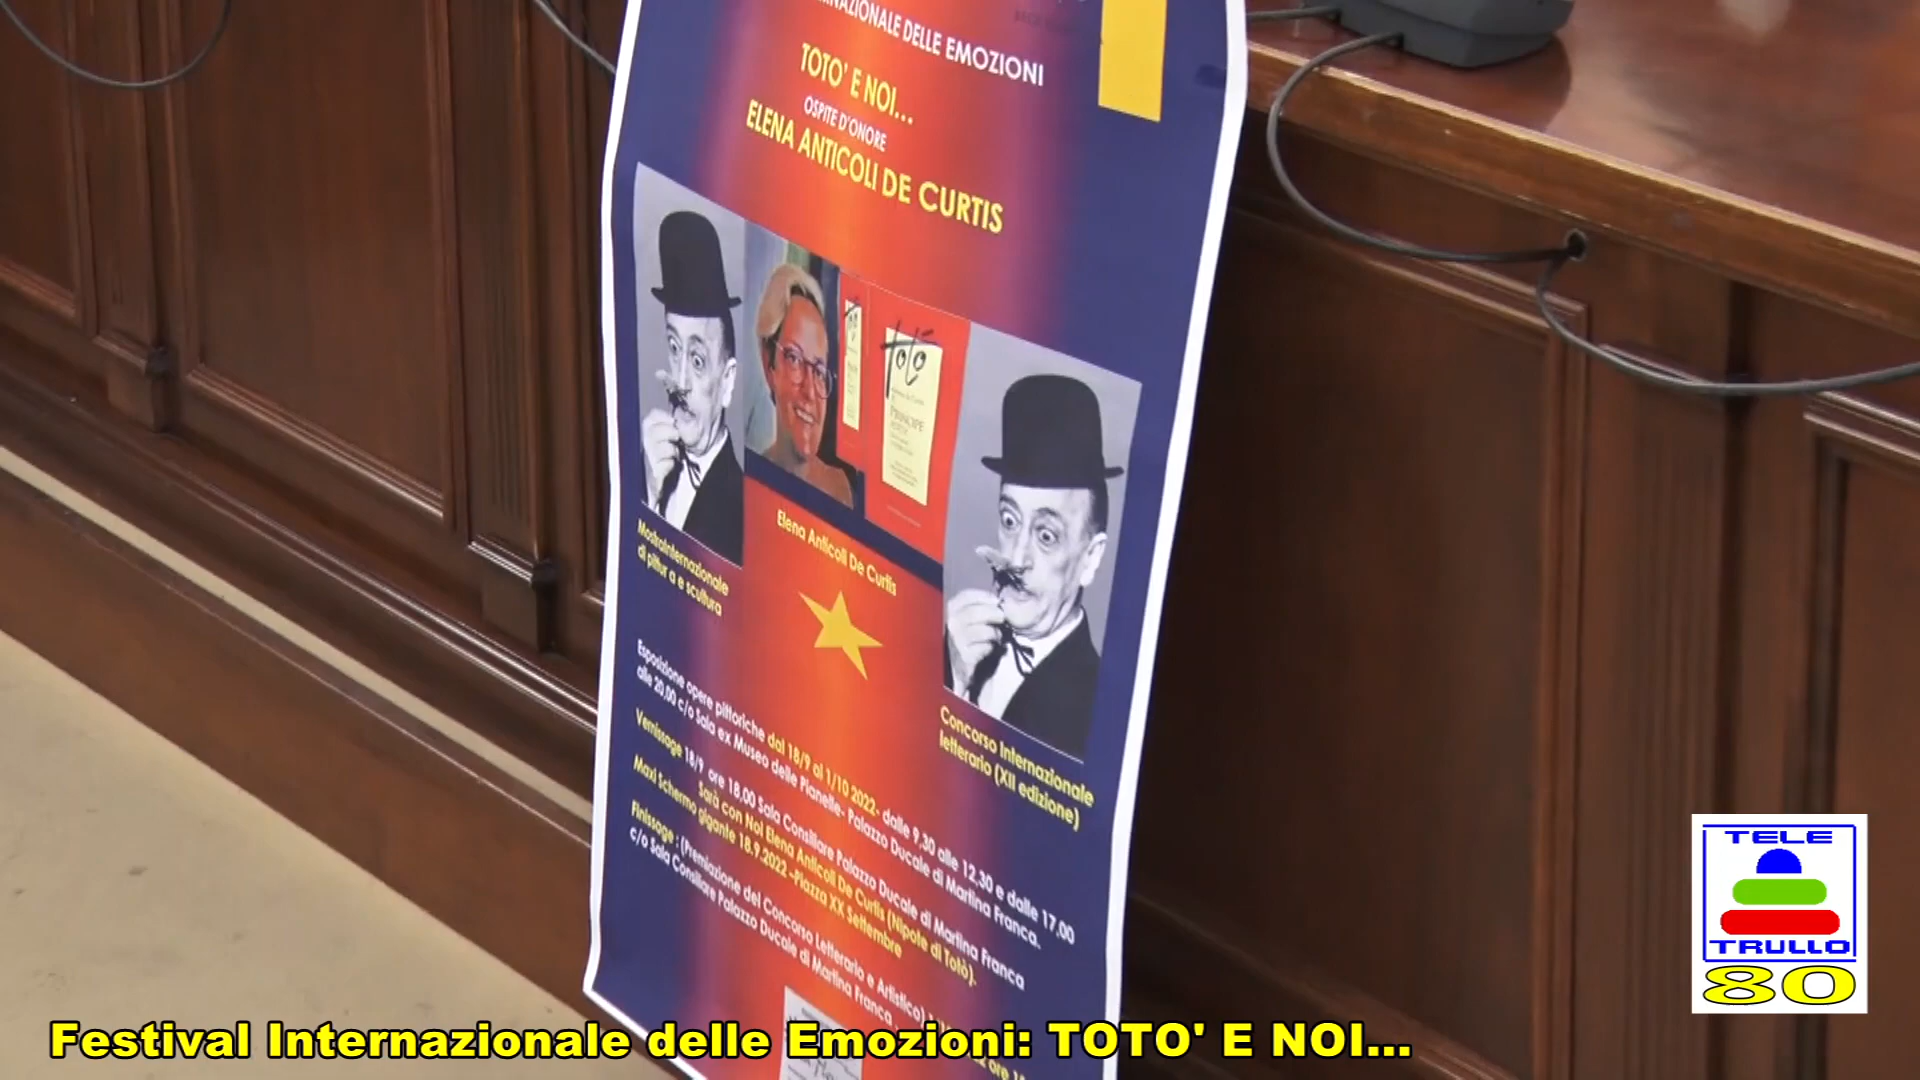 NAZIONALE DELLE EMOZIONI
TOTO' E NOI...
OSPITE D'ONORE
ELENA ANTICOLI DE CURTIS
totò
PRINCIPE
Elena Anticoli De Curtis
MostraInternazionale
di pittur a e scultura
Concorso Internazionale
letterario (XII edizione)
Esposizione opere pittoriche dal 18/9 al 1/10 2022- dalle 9,30 alle 12,30 e dalle 17,00
alle 20,00 c/o Sala ex Museo delle Pianelle- Palazzo Ducale di Martina Franca.
Vernissage 18/9 ore 18,00 Sala Consiliare Palazzo Ducale di Martina Franca
Sarà con Noi Elena Anticoli De Curtis (Nipote di Totò).
Maxi Schermo gigante 18.9.2022 -Piazza XX Settembre
Finissage : (Premiazione del Concorso Letterario e Artistico)
c/o Sala Consiliare Palazzo Ducale di Martina Franca
TELE
TRULLO
80
Festival Internazionale delle Emozioni: TOTO' E NOI...